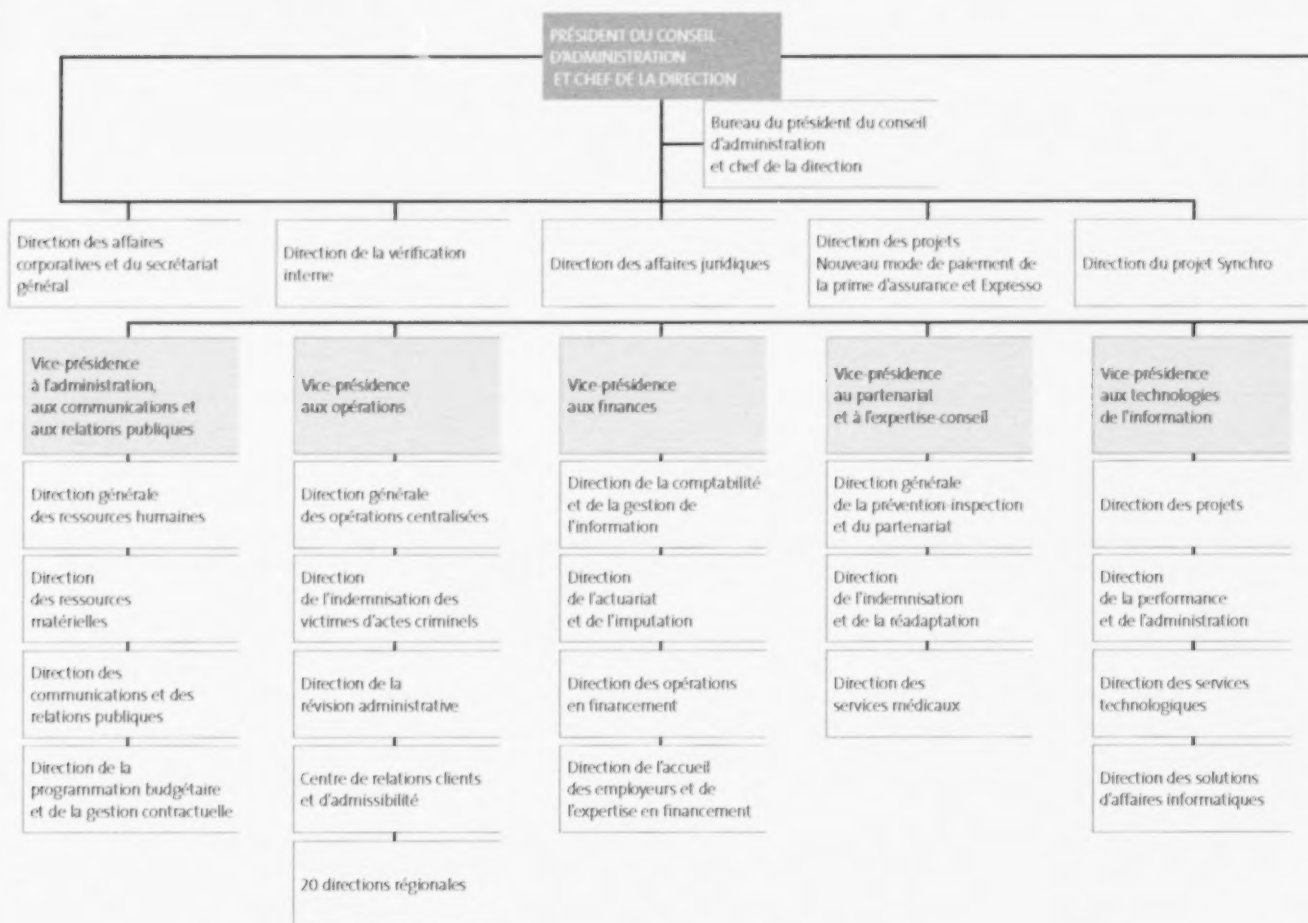 PRÉSIDENT DU CONSEIL
D'ADMINISTRATION
ET CHEF DE LA DIRECTION
Bureau du président du conseil
d'administration
et chef de la direction
Direction des affaires
corporatives et du secrétariat
général
Direction de la vérification
interne
Direction des affaires juridiques
Direction des projets
Nouveau mode de paiement de
la prime d'assurance et Expresso
Direction du projet Synchro
Vice-présidence
à l'administration,
aux communications et
aux relations publiques
Vice-présidence
aux opérations
Vice-présidence
aux finances
Vice-présidence
au partenariat
et à l'expertise-conseil
Vice-présidence
aux technologies
de l'information
Direction générale
des ressources humaines
Direction générale
des opérations centralisées
Direction de la comptabilité
et de la gestion de
l'information
Direction générale
de la prévention-inspection
et du partenariat
Direction des projets
Direction
des ressources
matérielles
Direction
de l'indemnisation des
victimes d'actes criminels
Direction
de l'actuariat
et de l'imputation
Direction
de l'indemnisation
et de la réadaptation
Direction
de la performance
et de l'administration
Direction des
communications et des
relations publiques
Direction de la
révision administrative
Direction des opérations
en financement
Direction des
services médicaux
Direction des services
technologiques
Direction de la
programmation budgétaire
et de la gestion contractuelle
Centre de relations clients
et d'admissibilité
Direction de l'accueil
des employeurs et de
l'expertise en financement
Direction des solutions
d'affaires informatiques
20 directions régionales